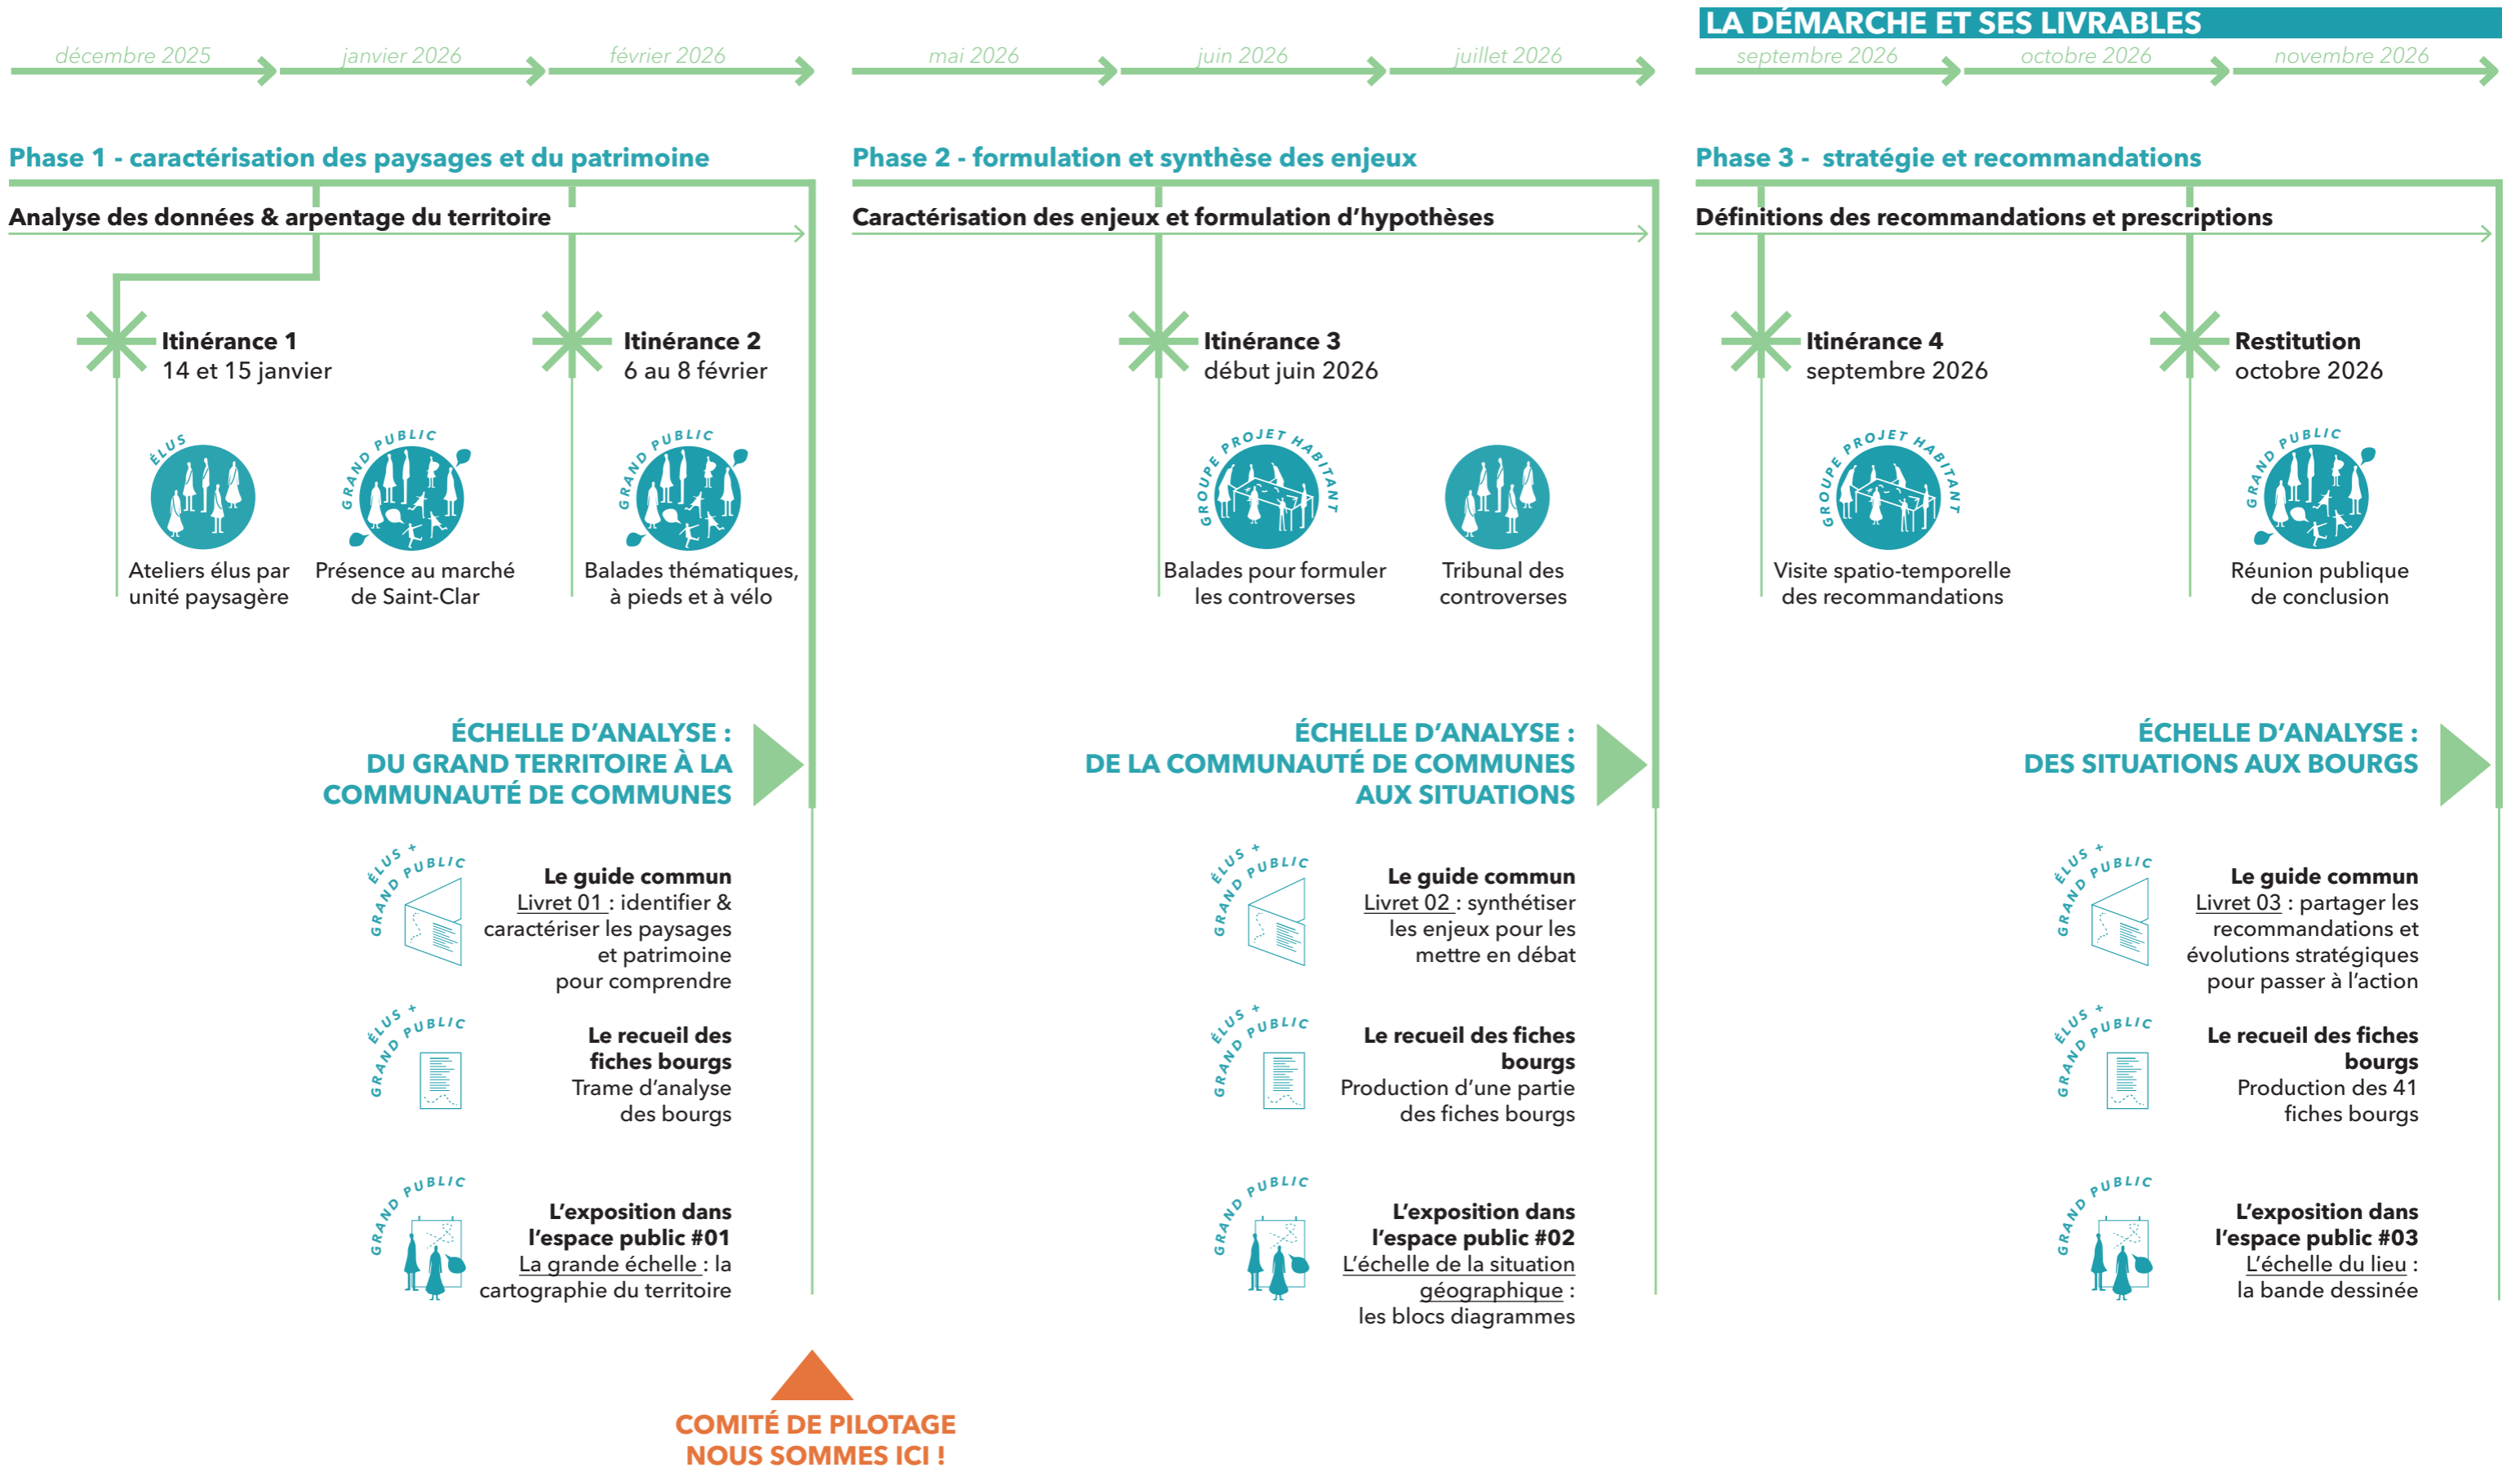 LA DÉMARCHE ET SES LIVRABLES
décembre 2025
janvier 2026
février 2026
mai 2026
juin 2026
juillet 2026
septembre 2026
octobre 2026
novembre 2026
Phase 1 - caractérisation des paysages et du patrimoine
Analyse des données & arpentage du territoire
Itinérance 1
14 et 15 janvier
Itinérance 2
6 au 8 février
ÉLUS
Ateliers élus par
unité paysagère
GRAND PUBLIC
Présence au marché
de Saint-Clar
GRAND PUBLIC
Balades thématiques,
à pieds et à vélo
ÉCHELLE D'ANALYSE :
DU GRAND TERRITOIRE À LA
COMMUNAUTÉ DE COMMUNES
ÉLUS +
GRAND PUBLIC
Le guide commun
Livret 01 : identifier &
caractériser les paysages
et patrimoine
pour comprendre
ÉLUS +
GRAND PUBLIC
Le recueil des
fiches bourgs
Trame d'analyse
des bourgs
GRAND PUBLIC
L'exposition dans
l'espace public #01
La grande échelle : la
cartographie du territoire
COMITÉ DE PILOTAGE
NOUS SOMMES ICI !
Phase 2 - formulation et synthèse des enjeux
Caractérisation des enjeux et formulation d'hypothèses
Itinérance 3
début juin 2026
GROUPE PROJET HABITANT
Balades pour formuler
les controverses
Tribunal des
controverses
ÉCHELLE D'ANALYSE :
DE LA COMMUNAUTÉ DE COMMUNES
AUX SITUATIONS
ÉLUS +
GRAND PUBLIC
Le guide commun
Livret 02 : synthétiser
les enjeux pour les
mettre en débat
ÉLUS +
GRAND PUBLIC
Le recueil des fiches
bourgs
Production d'une partie
des fiches bourgs
GRAND PUBLIC
L'exposition dans
l'espace public #02
L'échelle de la situation
géographique :
les blocs diagrammes
Phase 3 - stratégie et recommandations
Définitions des recommandations et prescriptions
Itinérance 4
septembre 2026
Restitution
octobre 2026
GROUPE PROJET HABITANT
Visite spatio-temporelle
des recommandations
GRAND PUBLIC
Réunion publique
de conclusion
ÉCHELLE D'ANALYSE :
DES SITUATIONS AUX BOURGS
ÉLUS +
GRAND PUBLIC
Le guide commun
Livret 03 : partager les
recommandations et
évolutions stratégiques
pour passer à l'action
ÉLUS +
GRAND PUBLIC
Le recueil des fiches
bourgs
Production des 41
fiches bourgs
GRAND PUBLIC
L'exposition dans
l'espace public #03
L'échelle du lieu :
la bande dessinée